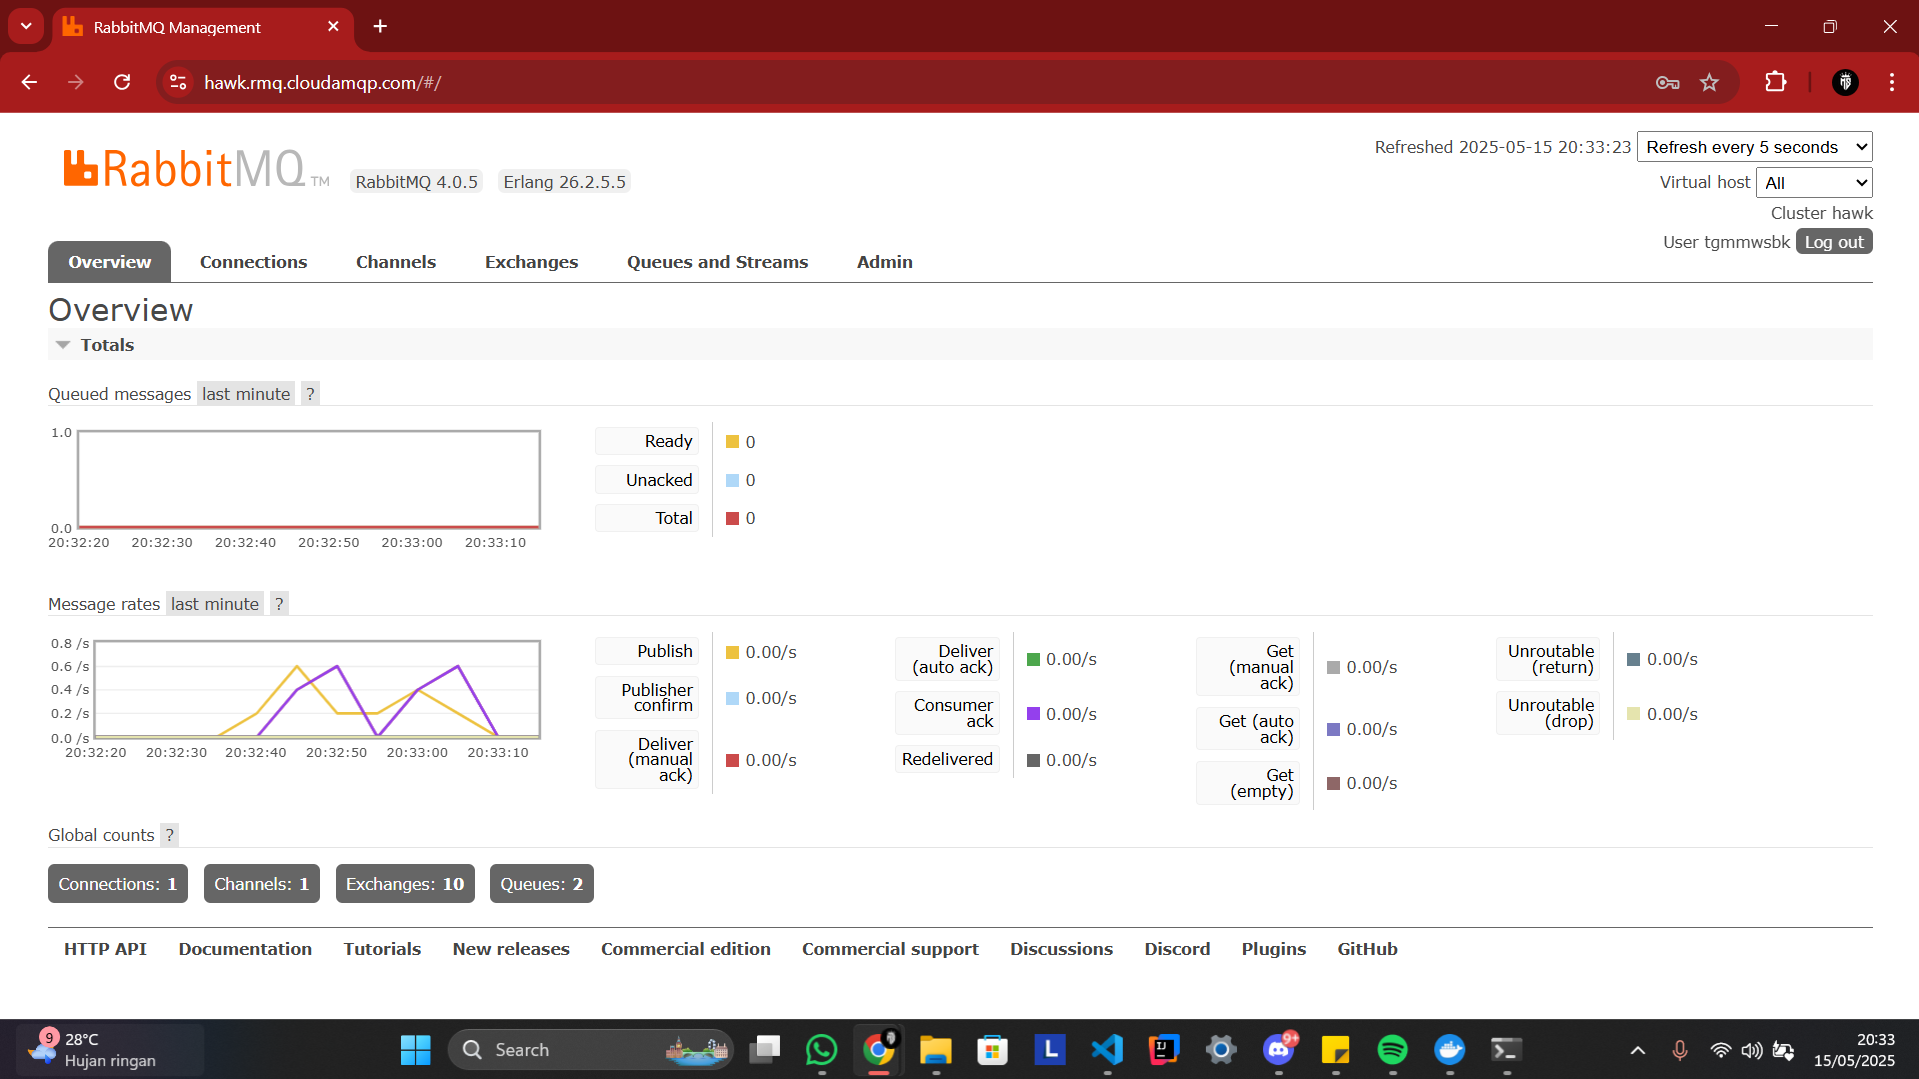 RabbitMQ Management
hawk.rmq.cloudamqp.com/#/
RabbitMQ TM
RabbitMQ 4.0.5 Erlang 26.2.5.5
Refreshed 2025-05-15 20:33:23 Refresh every 5 seconds
Virtual host All
Cluster hawk
User tgmmwsbk Log out
Overview Connections Channels Exchanges Queues and Streams Admin
Overview
Totals
Queued messages last minute ?
1.0
0.0
20:32:20 20:32:30 20:32:40 20:32:50 20:33:00 20:33:10
Ready 0
Unacked 0
Total 0
Message rates last minute ?
0.8 /s
0.6 /s
0.4 /s
0.2 /s
0.0 /s
20:32:20 20:32:30 20:32:40 20:32:50 20:33:00 20:33:10
Publish 0.00/s
Publisher
confirm 0.00/s
Deliver
(manual
ack) 0.00/s
Deliver
(auto ack) 0.00/s
Consumer
ack 0.00/s
Redelivered 0.00/s
Get
(manual
ack) 0.00/s
Get (auto
ack) 0.00/s
Get
(empty) 0.00/s
Unroutable
(return) 0.00/s
Unroutable
(drop) 0.00/s
Global counts ?
Connections: 1 Channels: 1 Exchanges: 10 Queues: 2
HTTP API Documentation Tutorials New releases Commercial edition Commercial support Discussions Discord Plugins GitHub
9
28°C
Hujan ringan
Search
L
IJ
9+
20:33
15/05/2025